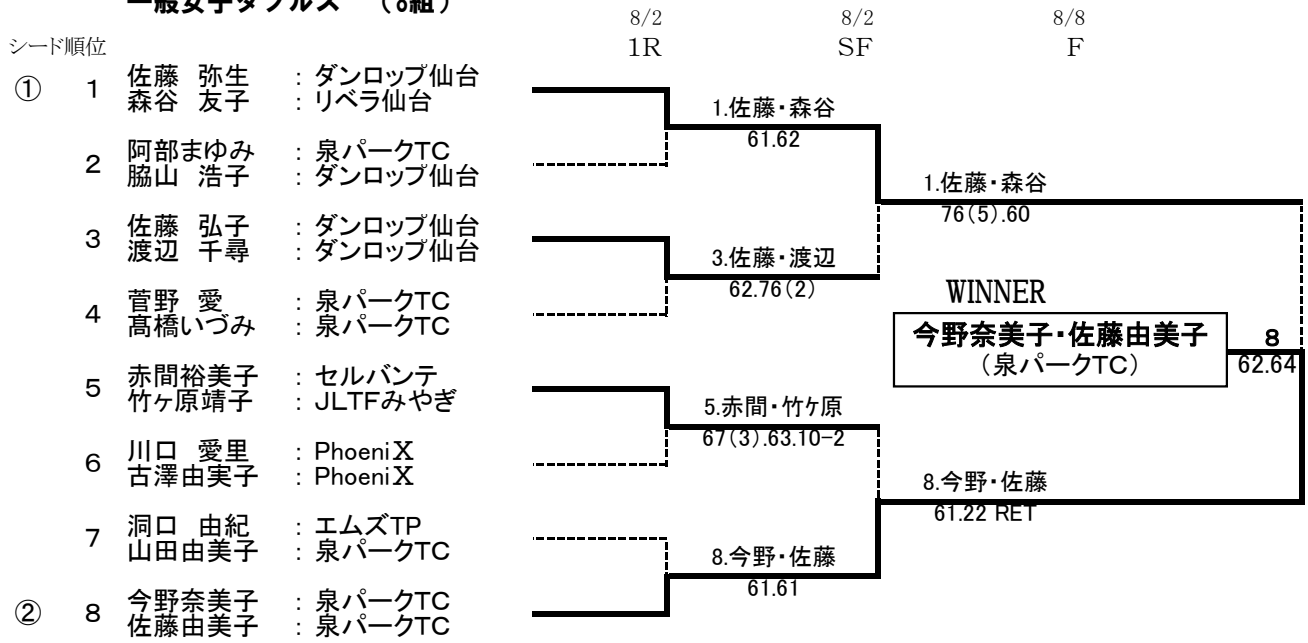 一般女子ダブルス （8組）
8/2 8/2 8/8
シード順位 1R SF F
① 1 佐藤 弥生 : ダンロップ仙台
森谷 友子 : リベラ仙台
1.佐藤・森谷
61.62
2 阿部まゆみ : 泉パークTC
脇山 浩子 : ダンロップ仙台
1.佐藤・森谷
76(5).60
3 佐藤 弘子 : ダンロップ仙台
渡辺 千尋 : ダンロップ仙台
3.佐藤・渡辺
62.76(2)
4 菅野 愛 : 泉パークTC
髙橋いづみ : 泉パークTC
WINNER
今野奈美子・佐藤由美子 8
（泉パークTC） 62.64
5 赤間裕美子 : セルバンテ
竹ヶ原靖子 : JLTFみやぎ
5.赤間・竹ケ原
67(3).63.10-2
6 川口 愛里 : PhoeniX
古澤由実子 : PhoeniX
8.今野・佐藤
61.22 RET
7 洞口 由紀 : エムズTP
山田由美子 : 泉パークTC
8.今野・佐藤
61.61
② 8 今野奈美子 : 泉パークTC
佐藤由美子 : 泉パークTC